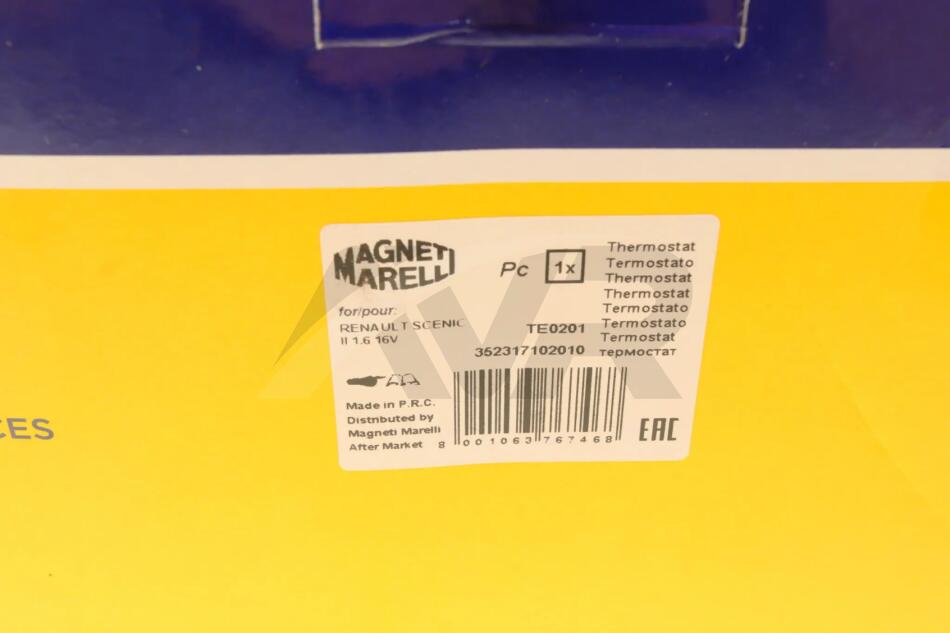 MAGNETI
MARELLI
Pc 1x
for/pour:
RENAULT SCENIC
II 1.6 16V
TE0201
352317102010
Thermostat
Termostato
Thermostat
Thermostat
Termostato
Termostato
Termostat
термостат
Made in P.R.C.
Distributed by
Magneti Marelli
After Market
8 001063 767468
EAC
CES
AVR